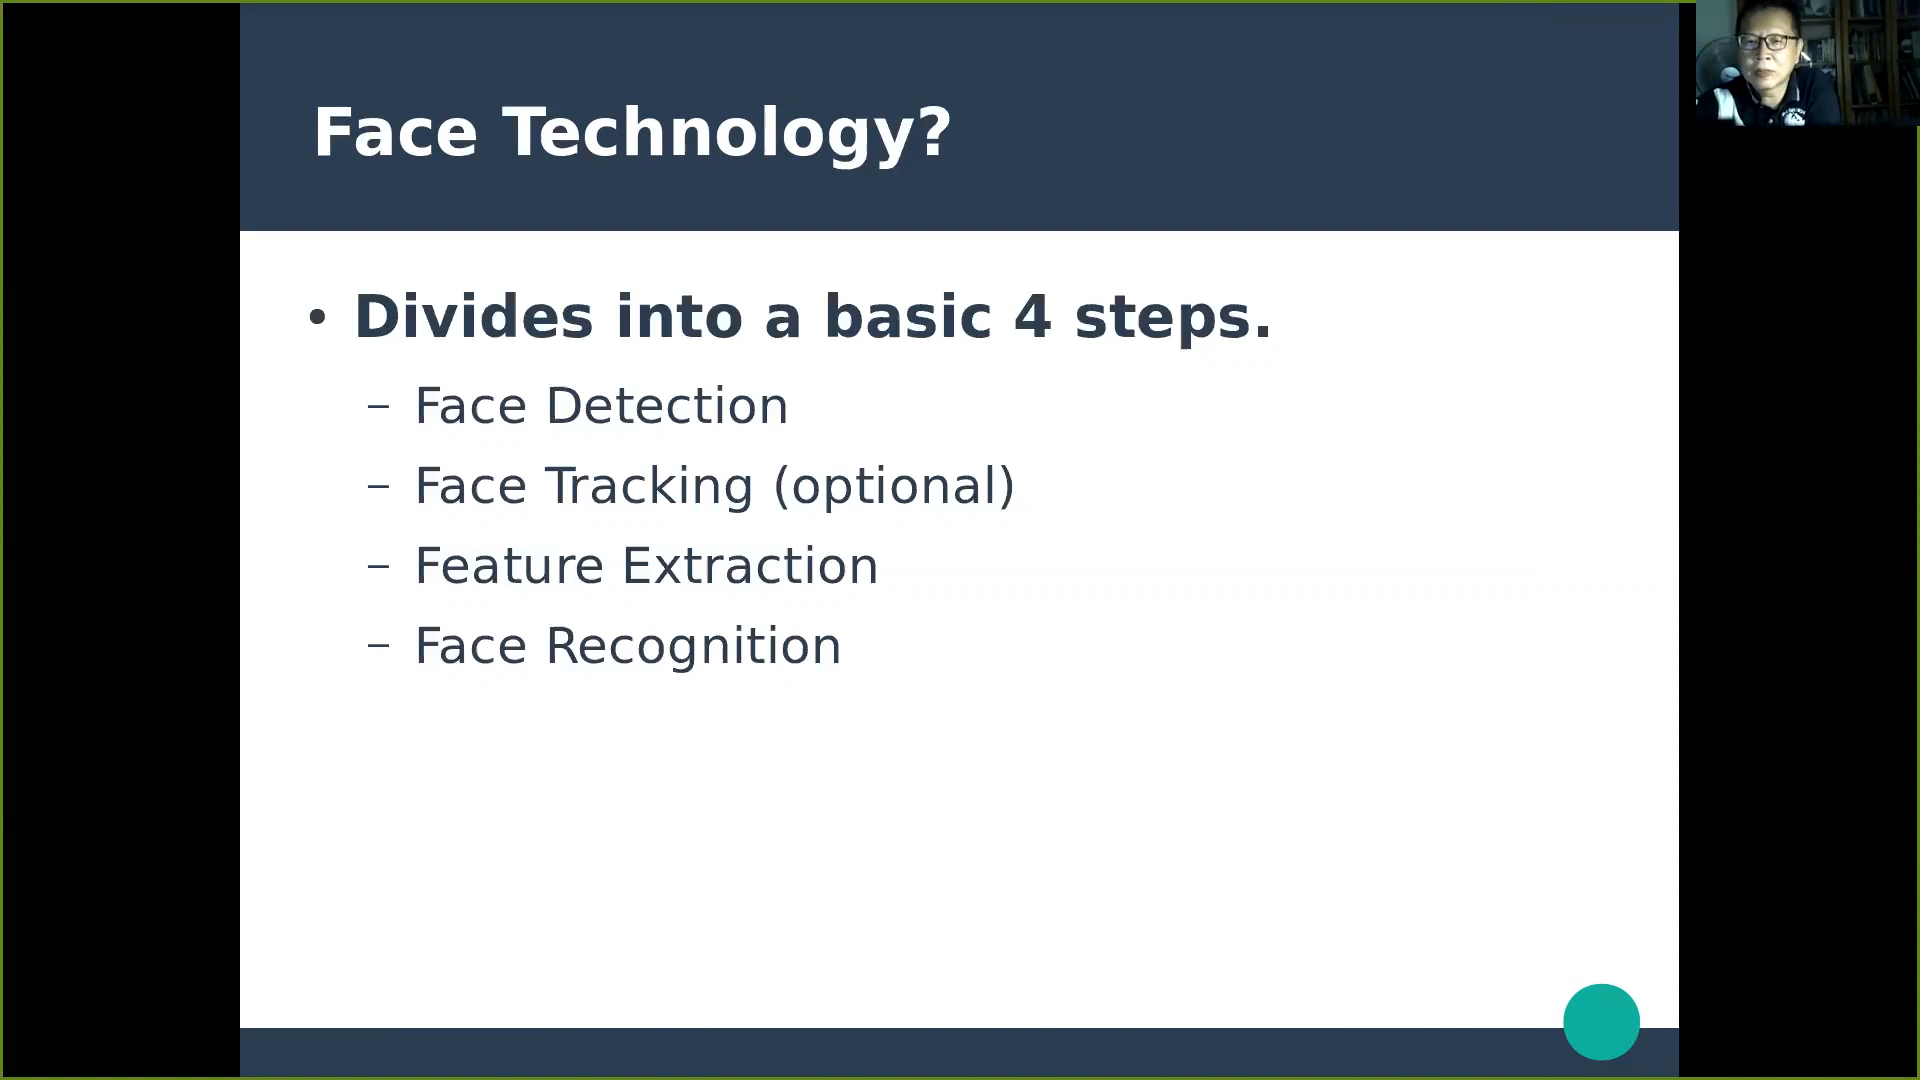 Face Technology?
• Divides into a basic 4 steps.
– Face Detection
– Face Tracking (optional)
– Feature Extraction
– Face Recognition